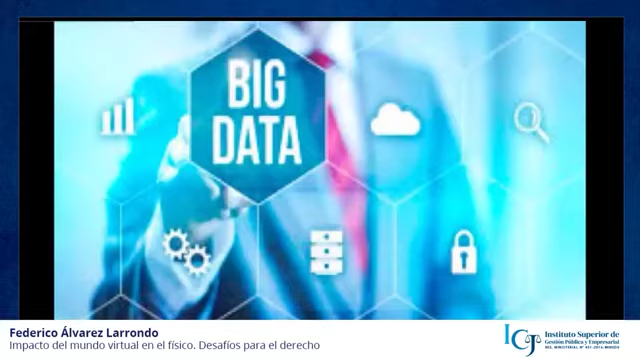 BIG
DATA
Federico Álvarez Larrondo
Impacto del mundo virtual en el físico. Desafíos para el derecho
ICJ
Instituto Superior de
Gestión Pública y Empresarial